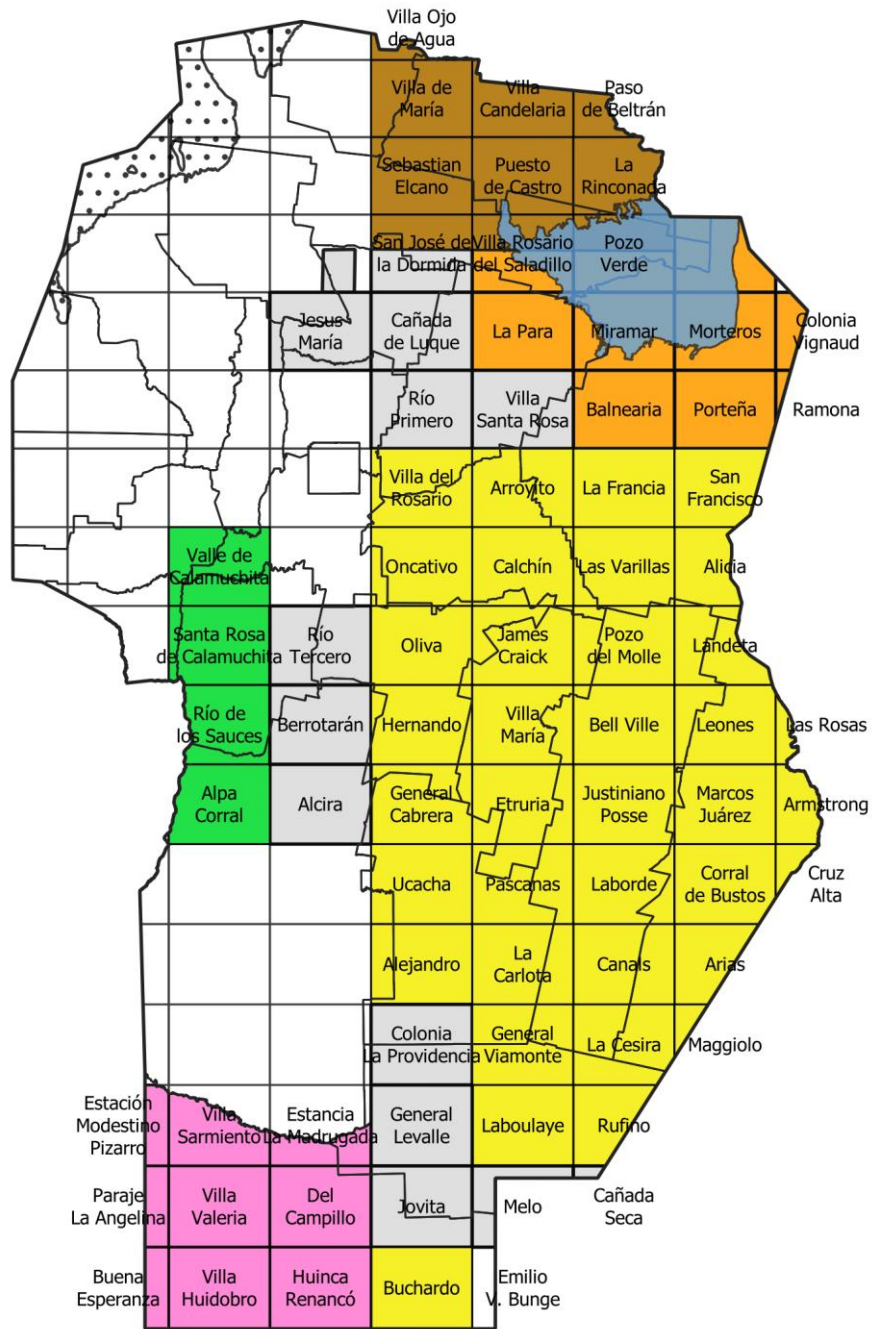 Villa Ojo
de Agua
Villa de
María
Villa
Candelaria
Paso
de Beltrán
Sebastian
Elcano
Puesto
de Castro
La
Rinconada
San José de
la Dormida
Villa Rosario
del Saladillo
Pozo
Verde
Jesus
María
Cañada
de Luque
La Para
Miramar
Morteros
Colonia
Vignaud
Río
Primero
Villa
Santa Rosa
Balnearia
Porteña
Ramona
Villa del
Rosario
Arroyito
La Francia
San
Francisco
Valle de
Calamuchita
Oncativo
Calchín
Las Varillas
Alicia
Santa Rosa
de Calamuchita
Río
Tercero
Oliva
James
Craick
Pozo
del Molle
Landeta
Río de
los Sauces
Berrotarán
Hernando
Villa
María
Bell Ville
Leones
Las Rosas
Alpa
Corral
Alcira
General
Cabrera
Etruria
Justiniano
Posse
Marcos
Juárez
Armstrong
Ucacha
Pascanas
Laborde
Corral
de Bustos
Cruz
Alta
Alejandro
La
Carlota
Canals
Arias
Colonia
La Providencia
General
Viamonte
La Cesira
Maggiolo
Estación
Modestino
Pizarro
Villa
Sarmiento
Estancia
La Madrugada
General
Levalle
Laboulaye
Rufino
Paraje
La Angelina
Villa
Valeria
Del
Campillo
Jovita
Melo
Cañada
Seca
Buena
Esperanza
Villa
Huidobro
Huinca
Renancó
Buchardo
Emilio
V. Bunge